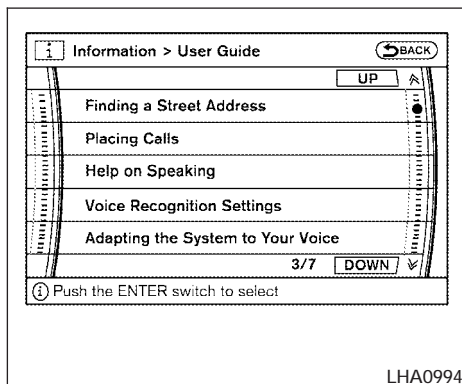 i Information > User Guide BACK
UP
Finding a Street Address
Placing Calls
Help on Speaking
Voice Recognition Settings
Adapting the System to Your Voice
3/7 DOWN
i Push the ENTER switch to select
LHA0994